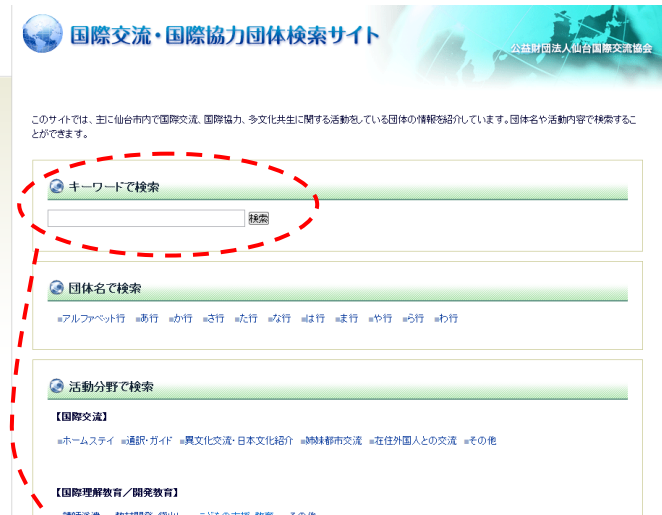 国際交流・国際協力団体検索サイト
公益財団法人仙台国際交流協会
このサイトでは、主に仙台市内で国際交流、国際協力、多文化共生に関する活動をしている団体の情報を紹介しています。団体名や活動内容で検索するこ
とができます。
キーワードで検索
検索
団体名で検索
アルファベット行 あ行 か行 さ行 た行 な行 は行 ま行 や行 ら行 わ行
活動分野で検索
【国際交流】
ホームステイ 通訳・ガイド 異文化交流・日本文化紹介 姉妹都市交流 在住外国人との交流 その他
【国際理解教育／開発教育】